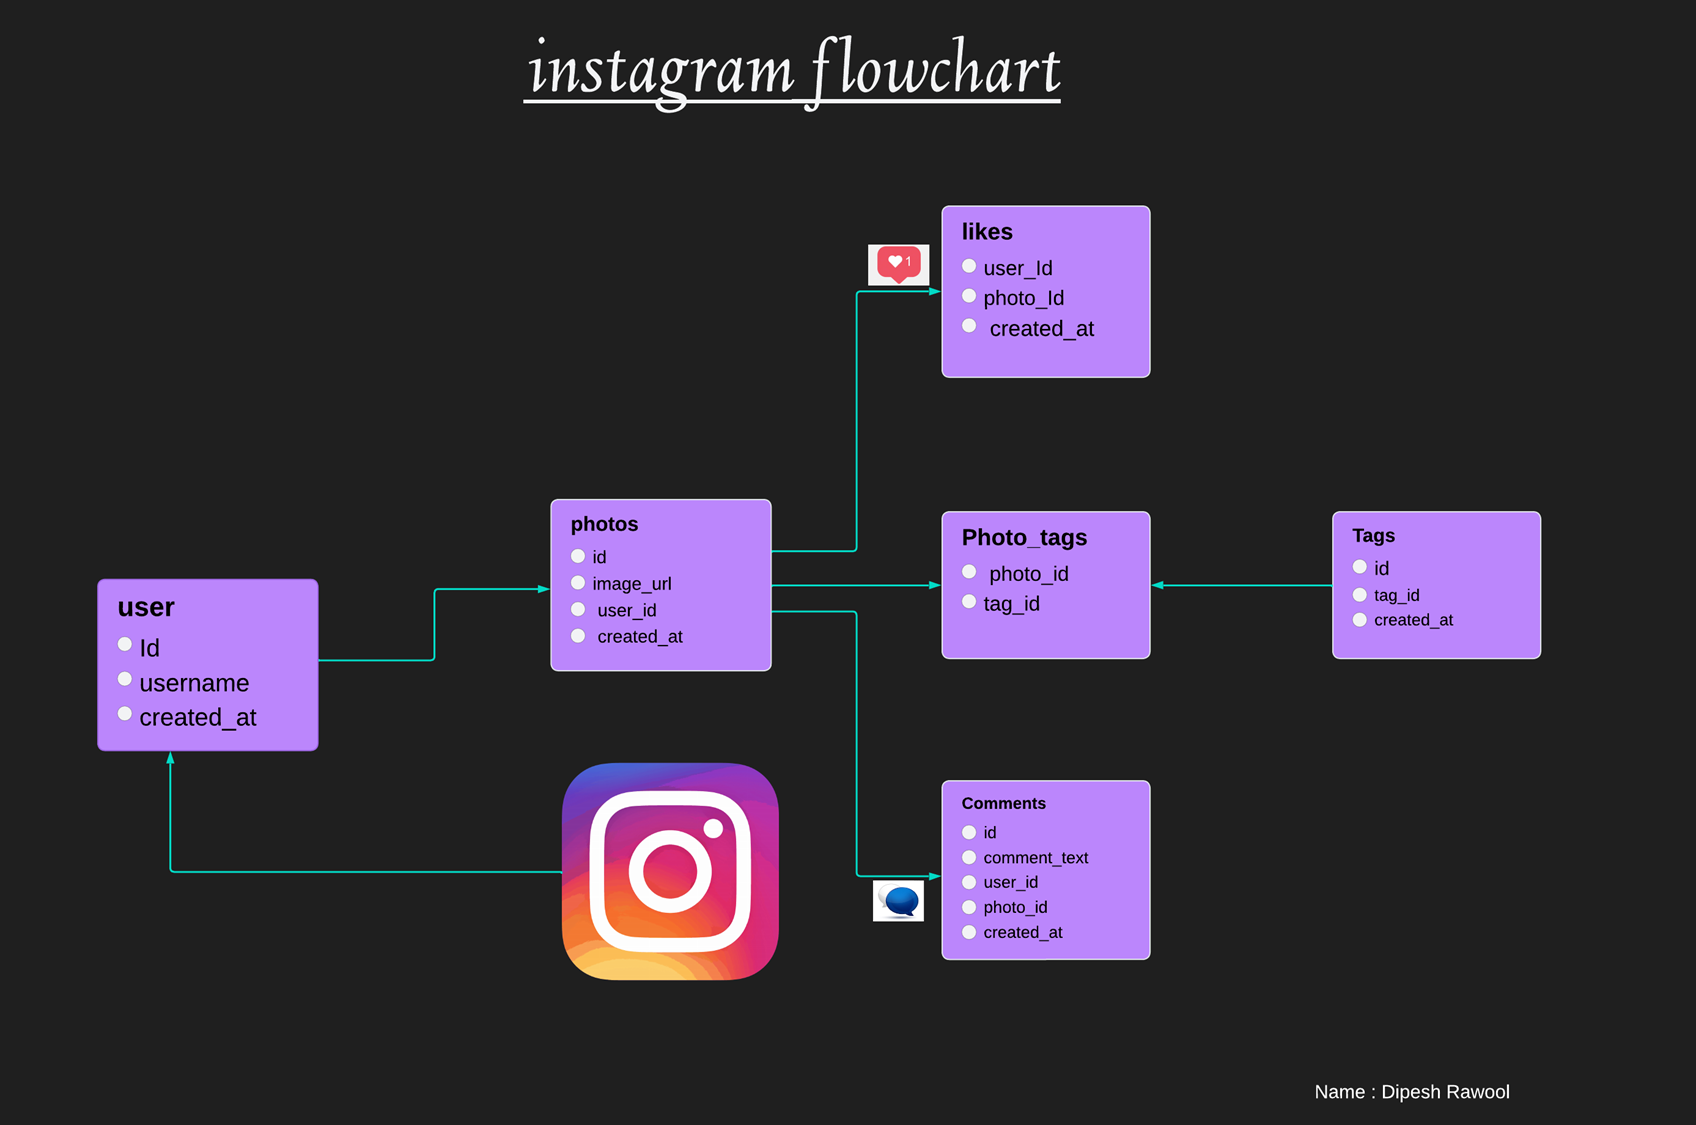 instagram flowchart
1
likes
user_Id
photo_Id
created_at
photos
id
image_url
user_id
created_at
Photo_tags
photo_id
tag_id
Tags
id
tag_id
created_at
user
Id
username
created_at
Comments
id
comment_text
user_id
photo_id
created_at
Name : Dipesh Rawool